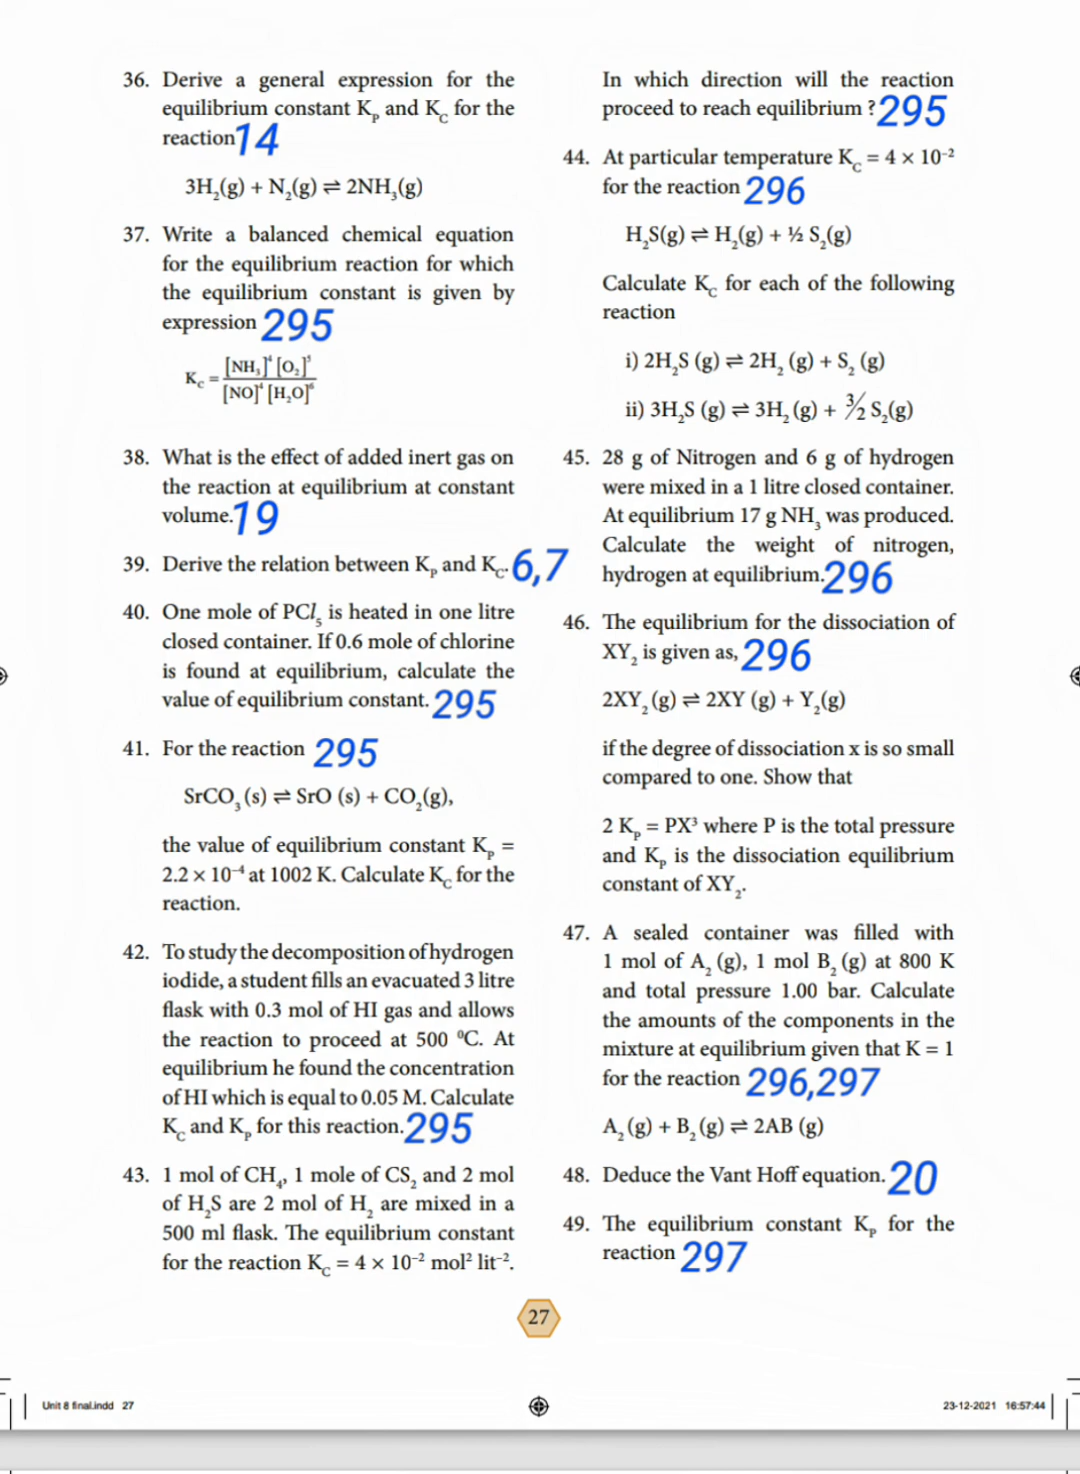 36. Derive a general expression for the
equilibrium constant Kₚ and K_C for the
reaction 14
3H₂(g) + N₂(g) ⇌ 2NH₃(g)
37. Write a balanced chemical equation
for the equilibrium reaction for which
the equilibrium constant is given by
expression 295
K_C = [NH₃]⁴ [O₂]⁵
[NO]⁴ [H₂O]⁶
38. What is the effect of added inert gas on
the reaction at equilibrium at constant
volume. 19
39. Derive the relation between Kₚ and K_C. 6,7
40. One mole of PCl₅ is heated in one litre
closed container. If 0.6 mole of chlorine
is found at equilibrium, calculate the
value of equilibrium constant. 295
41. For the reaction 295
SrCO₃ (s) ⇌ SrO (s) + CO₂(g),
the value of equilibrium constant Kₚ =
2.2 × 10⁻⁴ at 1002 K. Calculate K_C for the
reaction.
42. To study the decomposition of hydrogen
iodide, a student fills an evacuated 3 litre
flask with 0.3 mol of HI gas and allows
the reaction to proceed at 500 ⁰C. At
equilibrium he found the concentration
of HI which is equal to 0.05 M. Calculate
K_C and Kₚ for this reaction. 295
43. 1 mol of CH₄, 1 mole of CS₂ and 2 mol
of H₂S are 2 mol of H₂ are mixed in a
500 ml flask. The equilibrium constant
for the reaction K_C = 4 × 10⁻² mol² lit⁻².
In which direction will the reaction
proceed to reach equilibrium ? 295
44. At particular temperature K_C = 4 × 10⁻²
for the reaction 296
H₂S(g) ⇌ H₂(g) + ½ S₂(g)
Calculate K_C for each of the following
reaction
i) 2H₂S (g) ⇌ 2H₂ (g) + S₂ (g)
ii) 3H₂S (g) ⇌ 3H₂ (g) + 3/2 S₂(g)
45. 28 g of Nitrogen and 6 g of hydrogen
were mixed in a 1 litre closed container.
At equilibrium 17 g NH₃ was produced.
Calculate the weight of nitrogen,
hydrogen at equilibrium. 296
46. The equilibrium for the dissociation of
XY₂ is given as, 296
2XY₂ (g) ⇌ 2XY (g) + Y₂(g)
if the degree of dissociation x is so small
compared to one. Show that
2 Kₚ = PX³ where P is the total pressure
and Kₚ is the dissociation equilibrium
constant of XY₂.
47. A sealed container was filled with
1 mol of A₂ (g), 1 mol B₂ (g) at 800 K
and total pressure 1.00 bar. Calculate
the amounts of the components in the
mixture at equilibrium given that K = 1
for the reaction 296,297
A₂ (g) + B₂ (g) ⇌ 2AB (g)
48. Deduce the Vant Hoff equation. 20
49. The equilibrium constant Kₚ for the
reaction 297
27
Unit 8 final.indd 27
23-12-2021 16:57:44